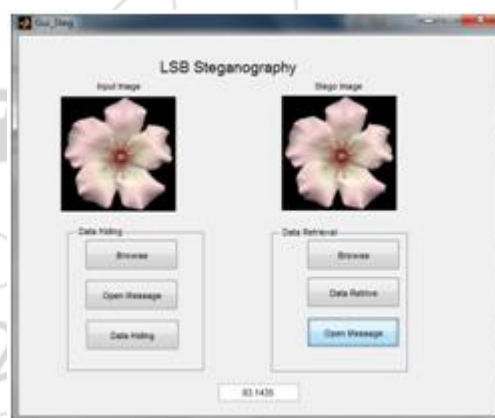 Gui_Steg
LSB Steganography
Input Image
Stego Image
Data Hiding
Browse
Open Message
Data Hiding
Data Retrieval
Browse
Data Retrive
Open Message
83.1435